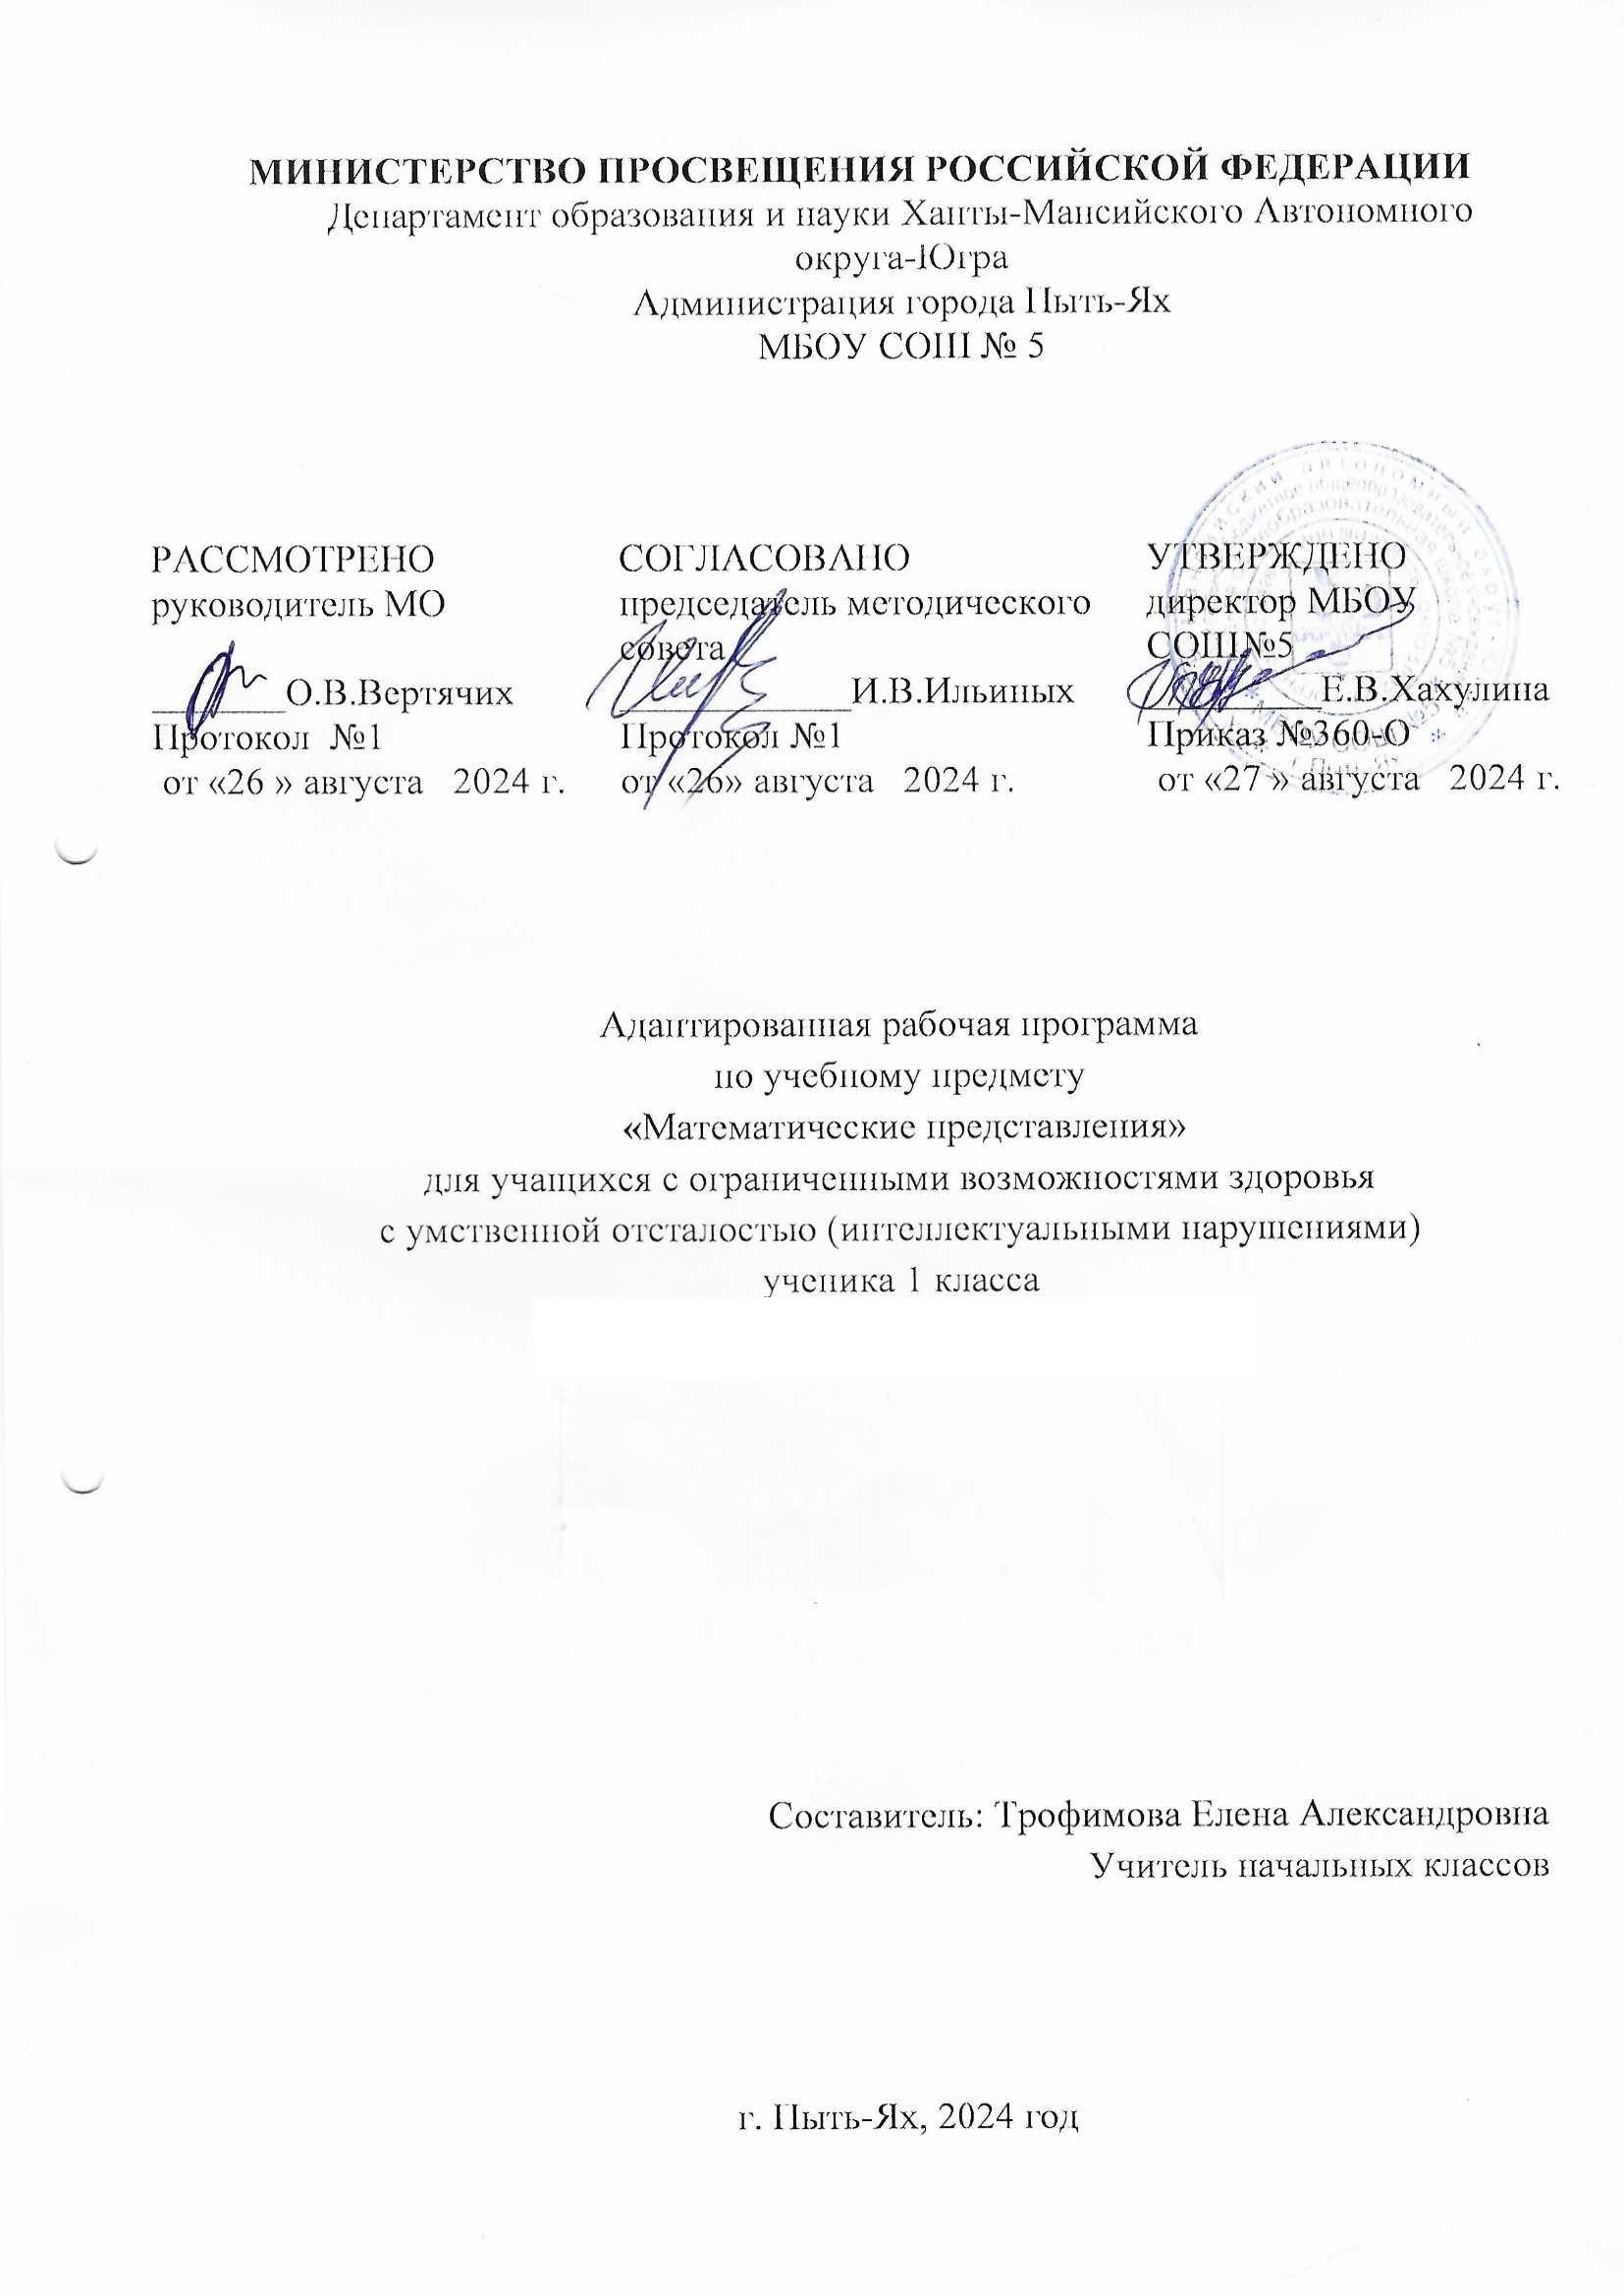 МИНИСТЕРСТВО ПРОСВЕЩЕНИЯ РОССИЙСКОЙ ФЕДЕРАЦИИ
Департамент образования и науки Ханты-Мансийского Автономного
округа-Югра
Администрация города Пыть-Ях
МБОУ СОШ № 5
РАССМОТРЕНО
руководитель МО
________О.В.Вертячих
Протокол №1
от «26 » августа 2024 г.
СОГЛАСОВАНО
председатель методического
совета
____________И.В.Ильиных
Протокол №1
от «26» августа 2024 г.
УТВЕРЖДЕНО
директор МБОУ
СОШ№5
__________Е.В.Хахулина
Приказ №360-О
от «27 » августа 2024 г.
Адаптированная рабочая программа
по учебному предмету
«Математические представления»
для учащихся с ограниченными возможностями здоровья
с умственной отсталостью (интеллектуальными нарушениями)
ученика 1 класса
Составитель: Трофимова Елена Александровна
Учитель начальных классов
г. Пыть-Ях, 2024 год